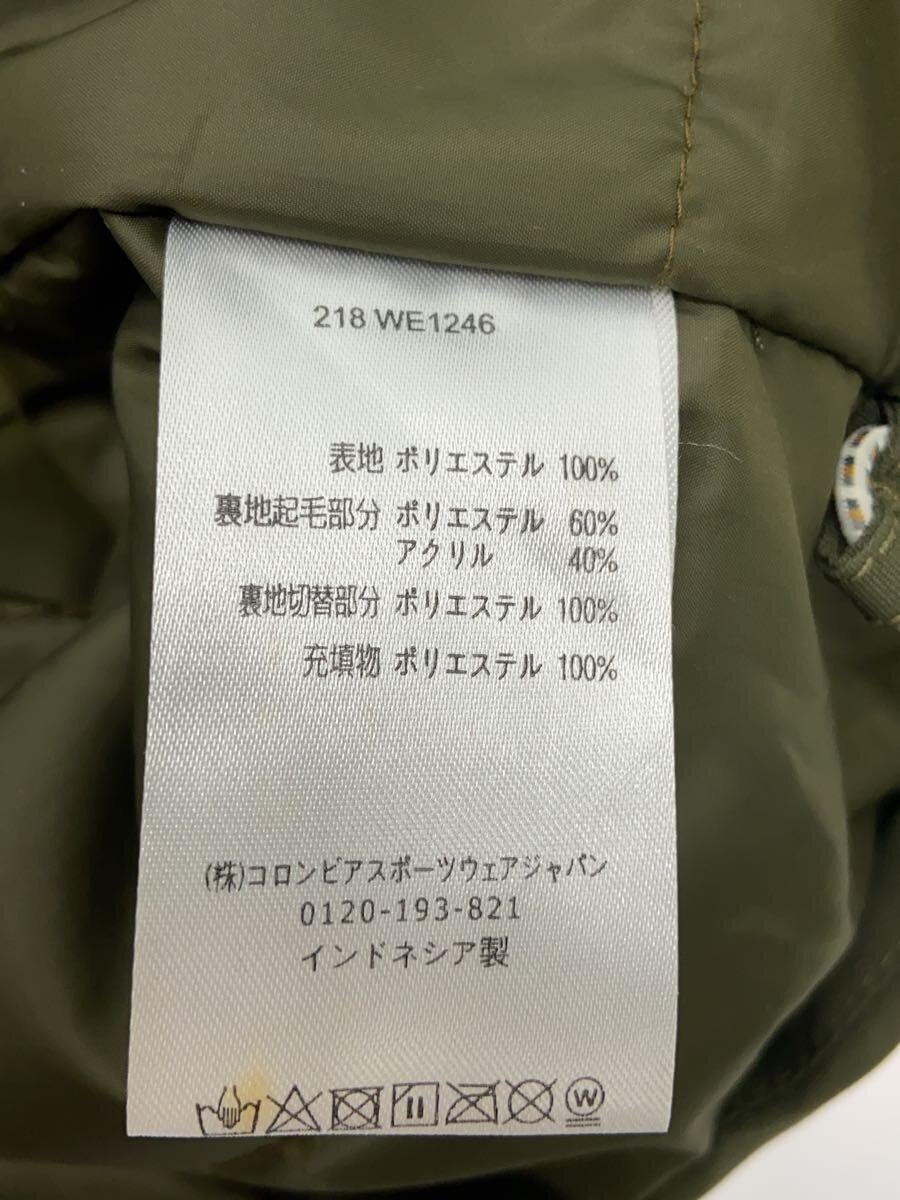 218 WE1246
表地 ポリエステル 100%
裏地起毛部分 ポリエステル 60%
アクリル 40%
裏地切替部分 ポリエステル 100%
充填物 ポリエステル 100%
(株)コロンビアスポーツウェアジャパン
0120-193-821
インドネシア製
W